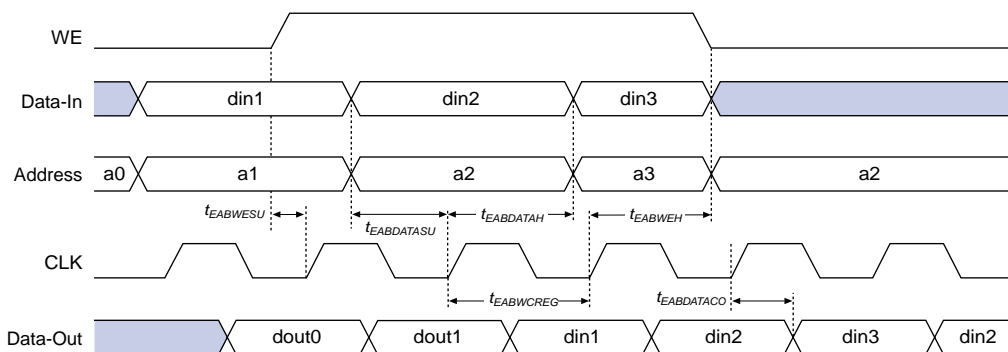 WE
Data-In din1 din2 din3
Address a0 a1 a2 a3 a2
tEABWESU tEABDATASU tEABDATAH tEABWEH
CLK
tEABWCREG tEABDATACO
Data-Out dout0 dout1 din1 din2 din3 din2